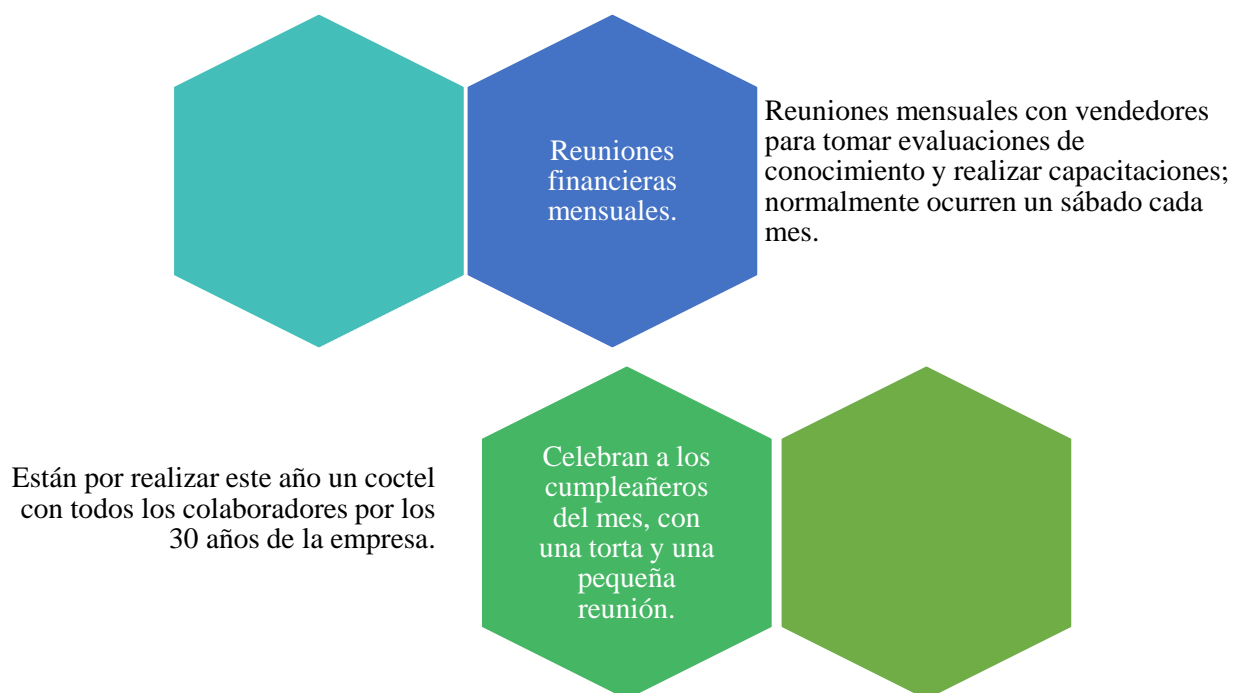 Reuniones
financieras
mensuales.
Reuniones mensuales con vendedores
para tomar evaluaciones de
conocimiento y realizar capacitaciones;
normalmente ocurren un sábado cada
mes.
Están por realizar este año un coctel
con todos los colaboradores por los
30 años de la empresa.
Celebran a los
cumpleañeros
del mes, con
una torta y una
pequeña
reunión.